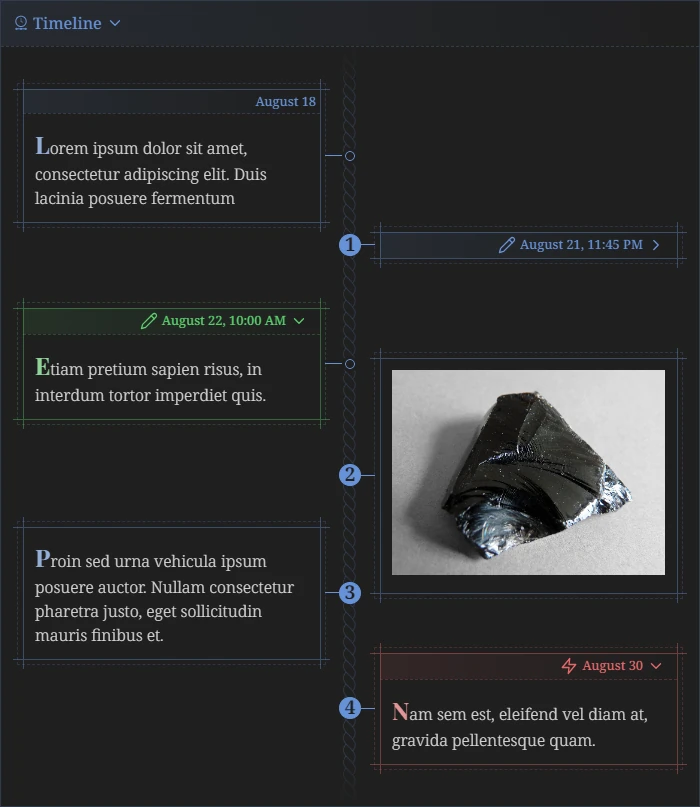 Timeline
August 18
Lorem ipsum dolor sit amet,
consectetur adipiscing elit. Duis
lacinia posuere fermentum
1
August 21, 11:45 PM
August 22, 10:00 AM
Etiam pretium sapien risus, in
interdum tortor imperdiet quis.
2
Proin sed urna vehicula ipsum
posuere auctor. Nullam consectetur
pharetra justo, eget sollicitudin
mauris finibus et.
3
4
August 30
Nam sem est, eleifend vel diam at,
gravida pellentesque quam.